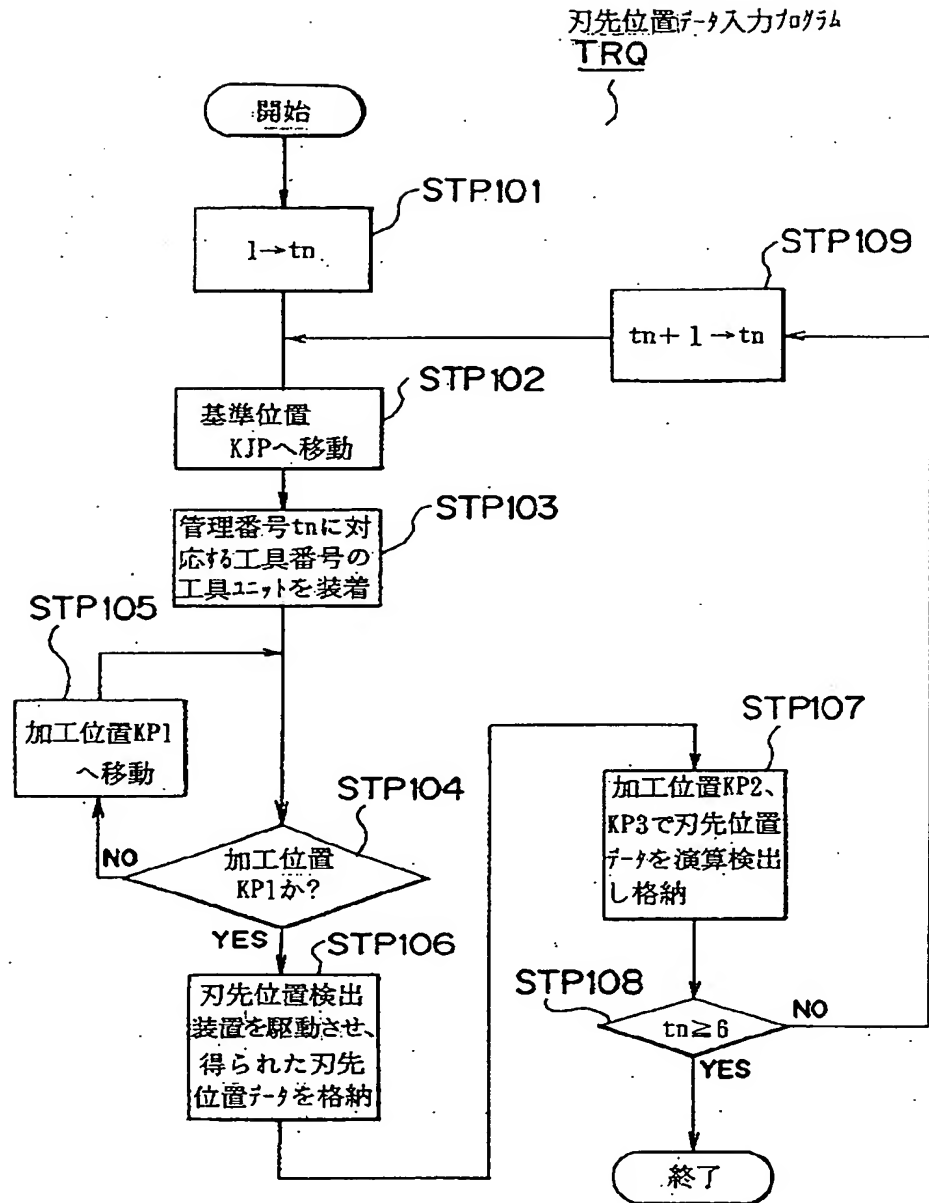 刃先位置データ入力プログラム
TRQ
開始
STP101
1→tn
STP109
tn+1→tn
STP102
基準位置
KJPへ移動
STP103
管理番号tnに対
応する工具番号の
工具ユニットを装着
STP105
加工位置KP1
へ移動
STP104
加工位置
KP1か?
NO
YES
STP106
刃先位置検出
装置を駆動させ、
得られた刃先
位置データを格納
STP107
加工位置KP2、
KP3で刃先位置
データを演算検出
し格納
STP108
tn≧6
NO
YES
終了